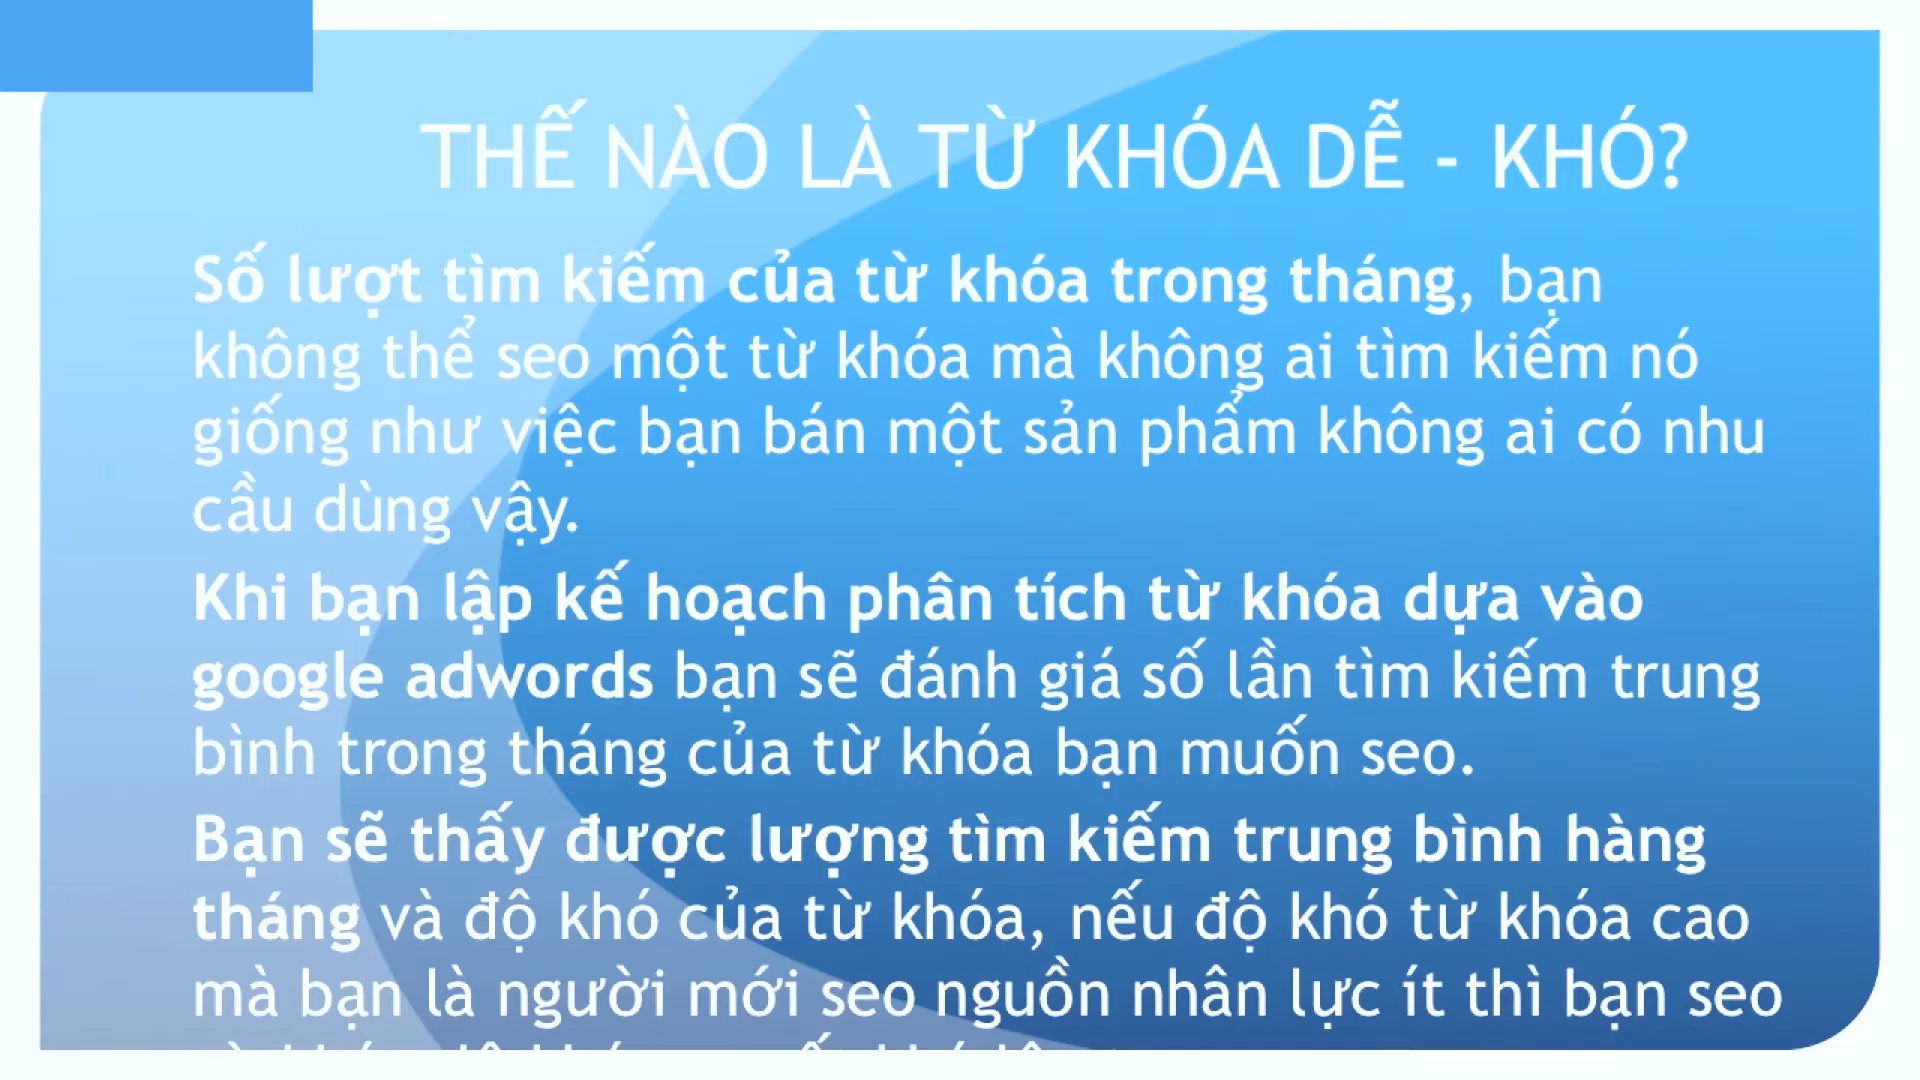 THẾ NÀO LÀ TỪ KHÓA DỄ - KHÓ?
Số lượt tìm kiếm của từ khóa trong tháng, bạn
không thể seo một từ khóa mà không ai tìm kiếm nó
giống như việc bạn bán một sản phẩm không ai có nhu
cầu dùng vậy.
Khi bạn lập kế hoạch phân tích từ khóa dựa vào
google adwords bạn sẽ đánh giá số lần tìm kiếm trung
bình trong tháng của từ khóa bạn muốn seo.
Bạn sẽ thấy được lượng tìm kiếm trung bình hàng
tháng và độ khó của từ khóa, nếu độ khó từ khóa cao
mà bạn là người mới seo nguồn nhân lực ít thì bạn seo